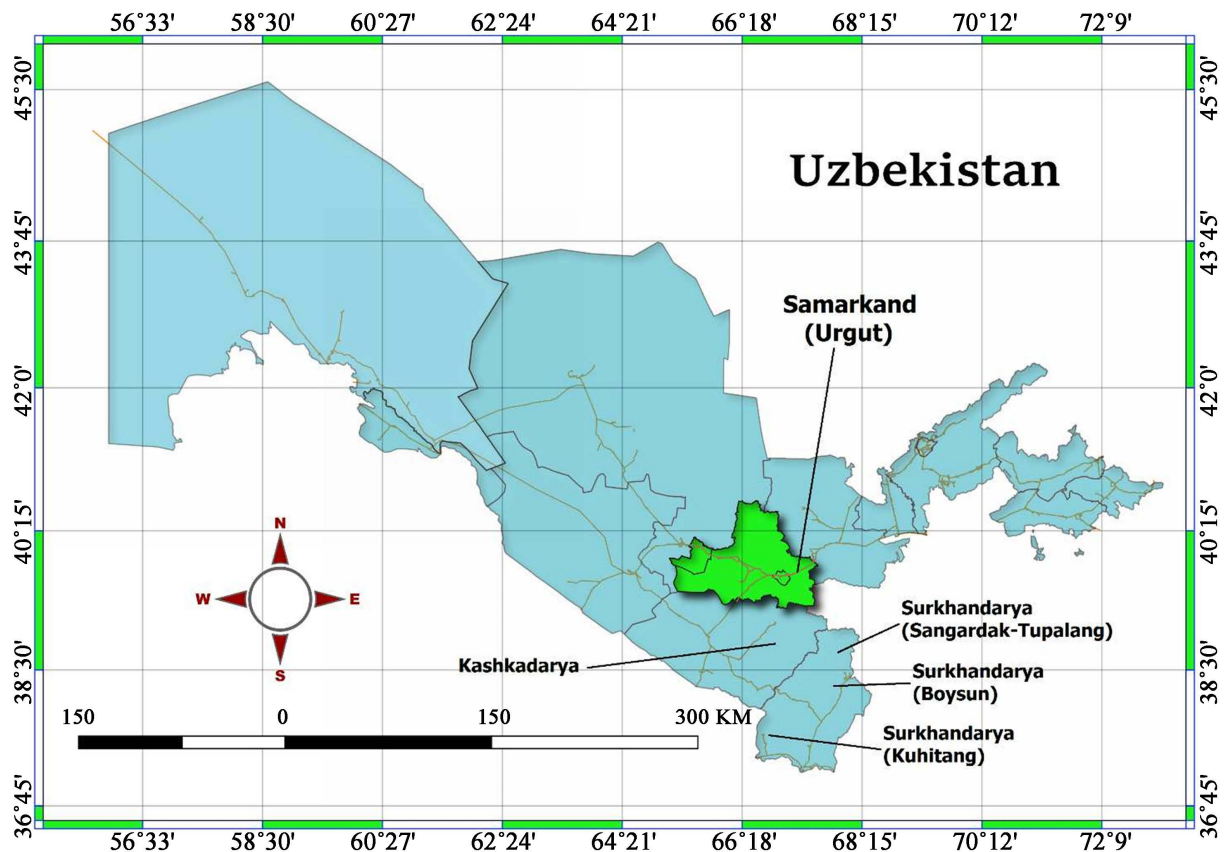 56°33' 58°30' 60°27' 62°24' 64°21' 66°18' 68°15' 70°12' 72°9'
45°30' 45°30'
Uzbekistan
43°45' 43°45'
Samarkand
(Urgut)
42°0' 42°0'
40°15' 40°15'
N
W E
S
Surkhandarya
(Sangardak-Tupalang)
Kashkadarya
38°30' 38°30'
Surkhandarya
(Boysun)
150 0 150 300 KM
Surkhandarya
(Kuhitang)
36°45' 36°45'
56°33' 58°30' 60°27' 62°24' 64°21' 66°18' 68°15' 70°12' 72°9'